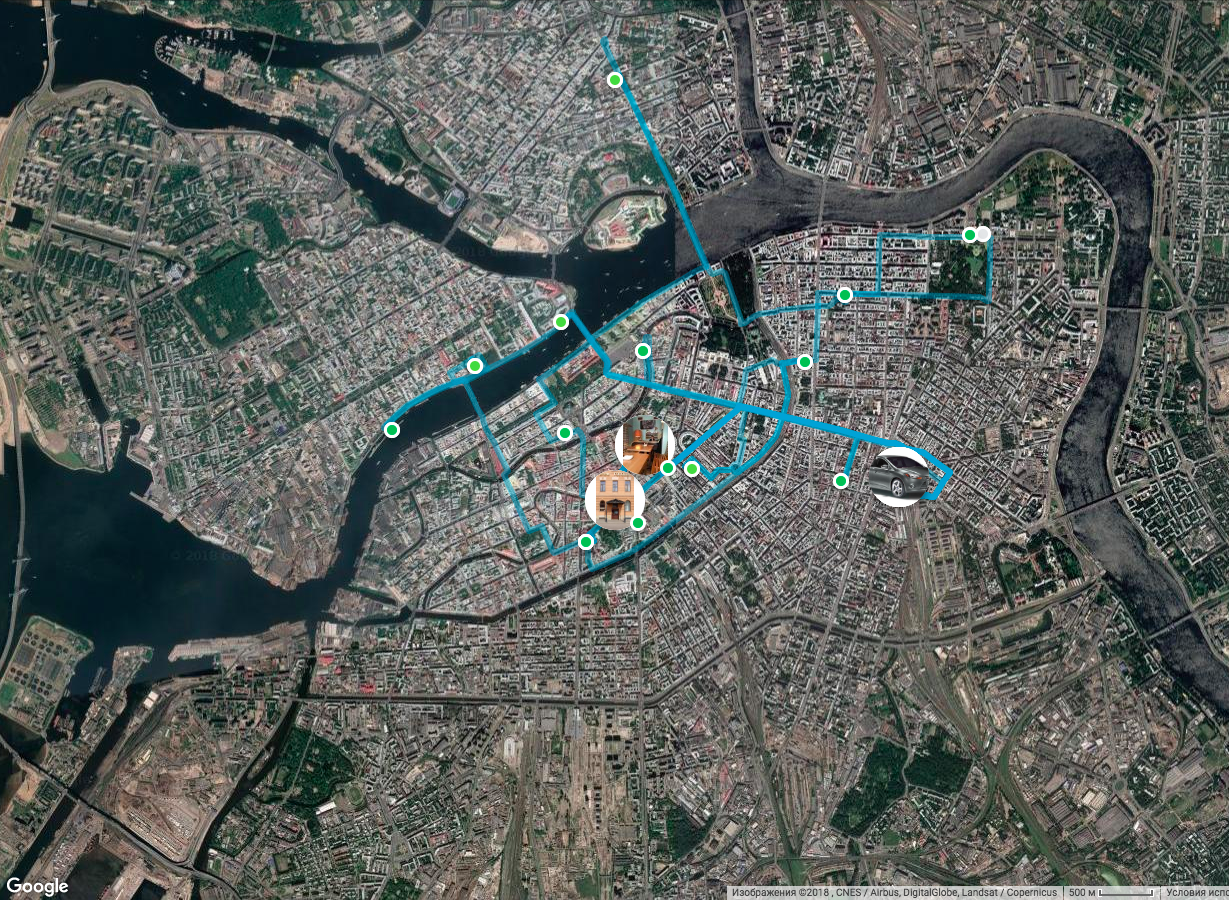 Google
Изображения ©2018 , CNES / Airbus, DigitalGlobe, Landsat / Copernicus
500 м
Условия испо